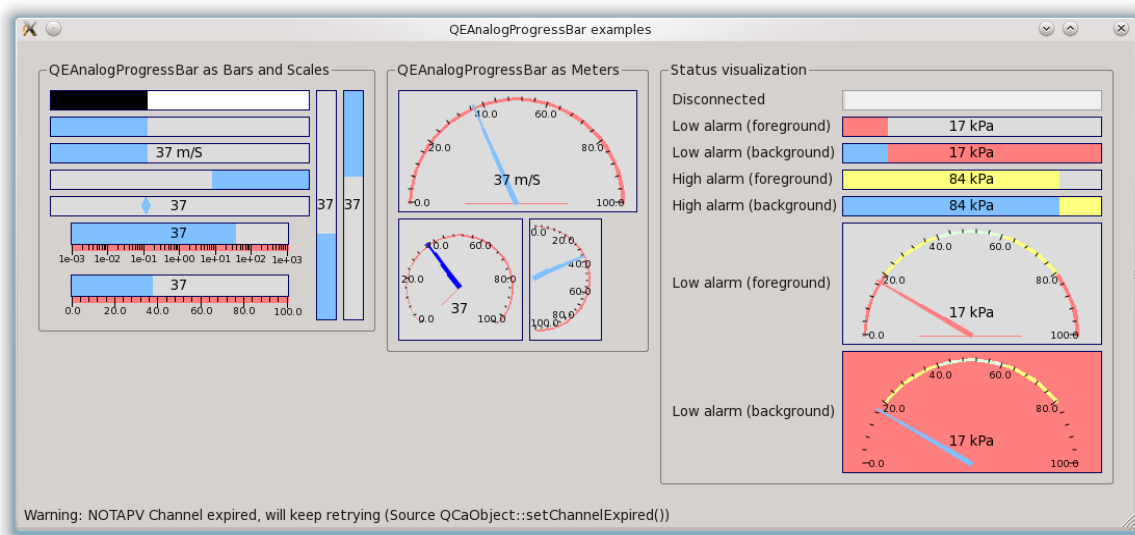 QEAnalogProgressBar examples
QEAnalogProgressBar as Bars and Scales
37 m/S
37
37
1e-03 1e-02 1e-01 1e+00 1e+01 1e+02 1e+03
37
0.0 20.0 40.0 60.0 80.0 100.0
37
37
QEAnalogProgressBar as Meters
0.0 20.0 40.0 60.0 80.0 100.0
37 m/S
0.0 20.0 40.0 60.0 80.0 100.0
37
0.0 20.0 40.0 60.0 80.0 100.0
Status visualization
Disconnected
Low alarm (foreground) 17 kPa
Low alarm (background) 17 kPa
High alarm (foreground) 84 kPa
High alarm (background) 84 kPa
Low alarm (foreground)
0.0 20.0 40.0 60.0 80.0 100.0
17 kPa
Low alarm (background)
0.0 20.0 40.0 60.0 80.0 100.0
17 kPa
Warning: NOTAPV Channel expired, will keep retrying (Source QCaObject::setChannelExpired())